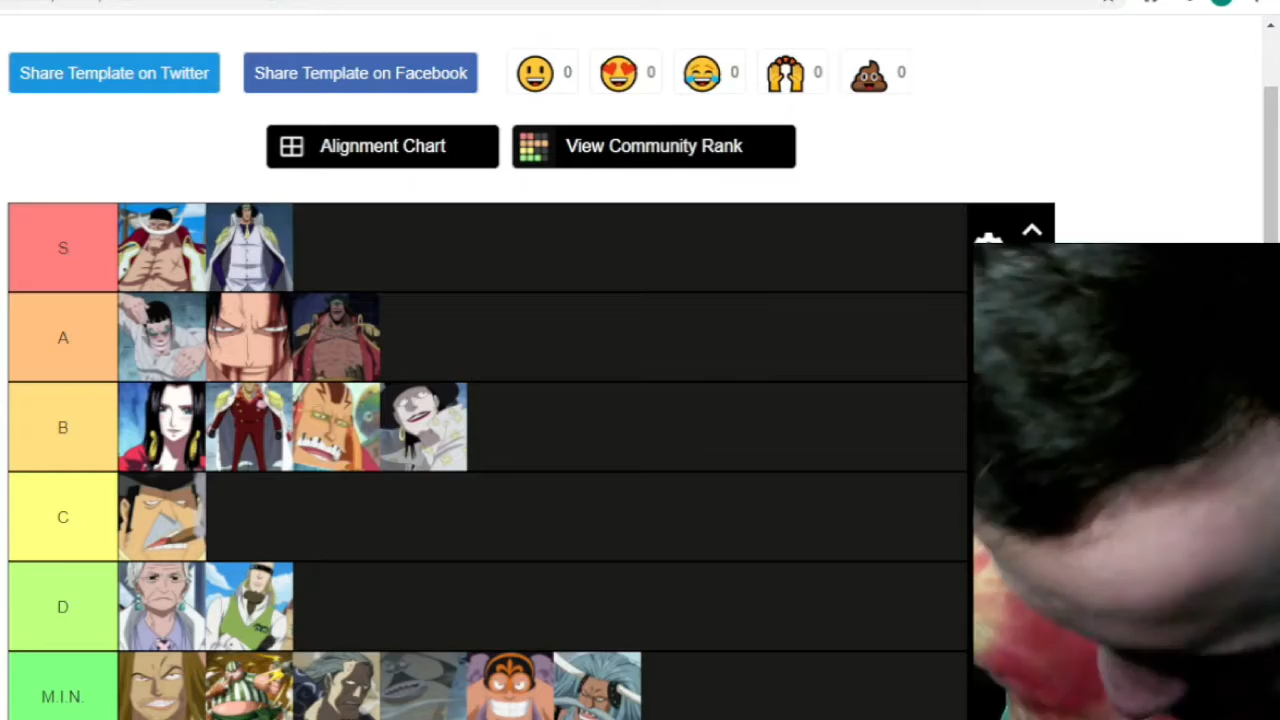 Share Template on Twitter
Share Template on Facebook
0
0
0
0
0
Alignment Chart
View Community Rank
S
A
B
C
D
M.I.N.